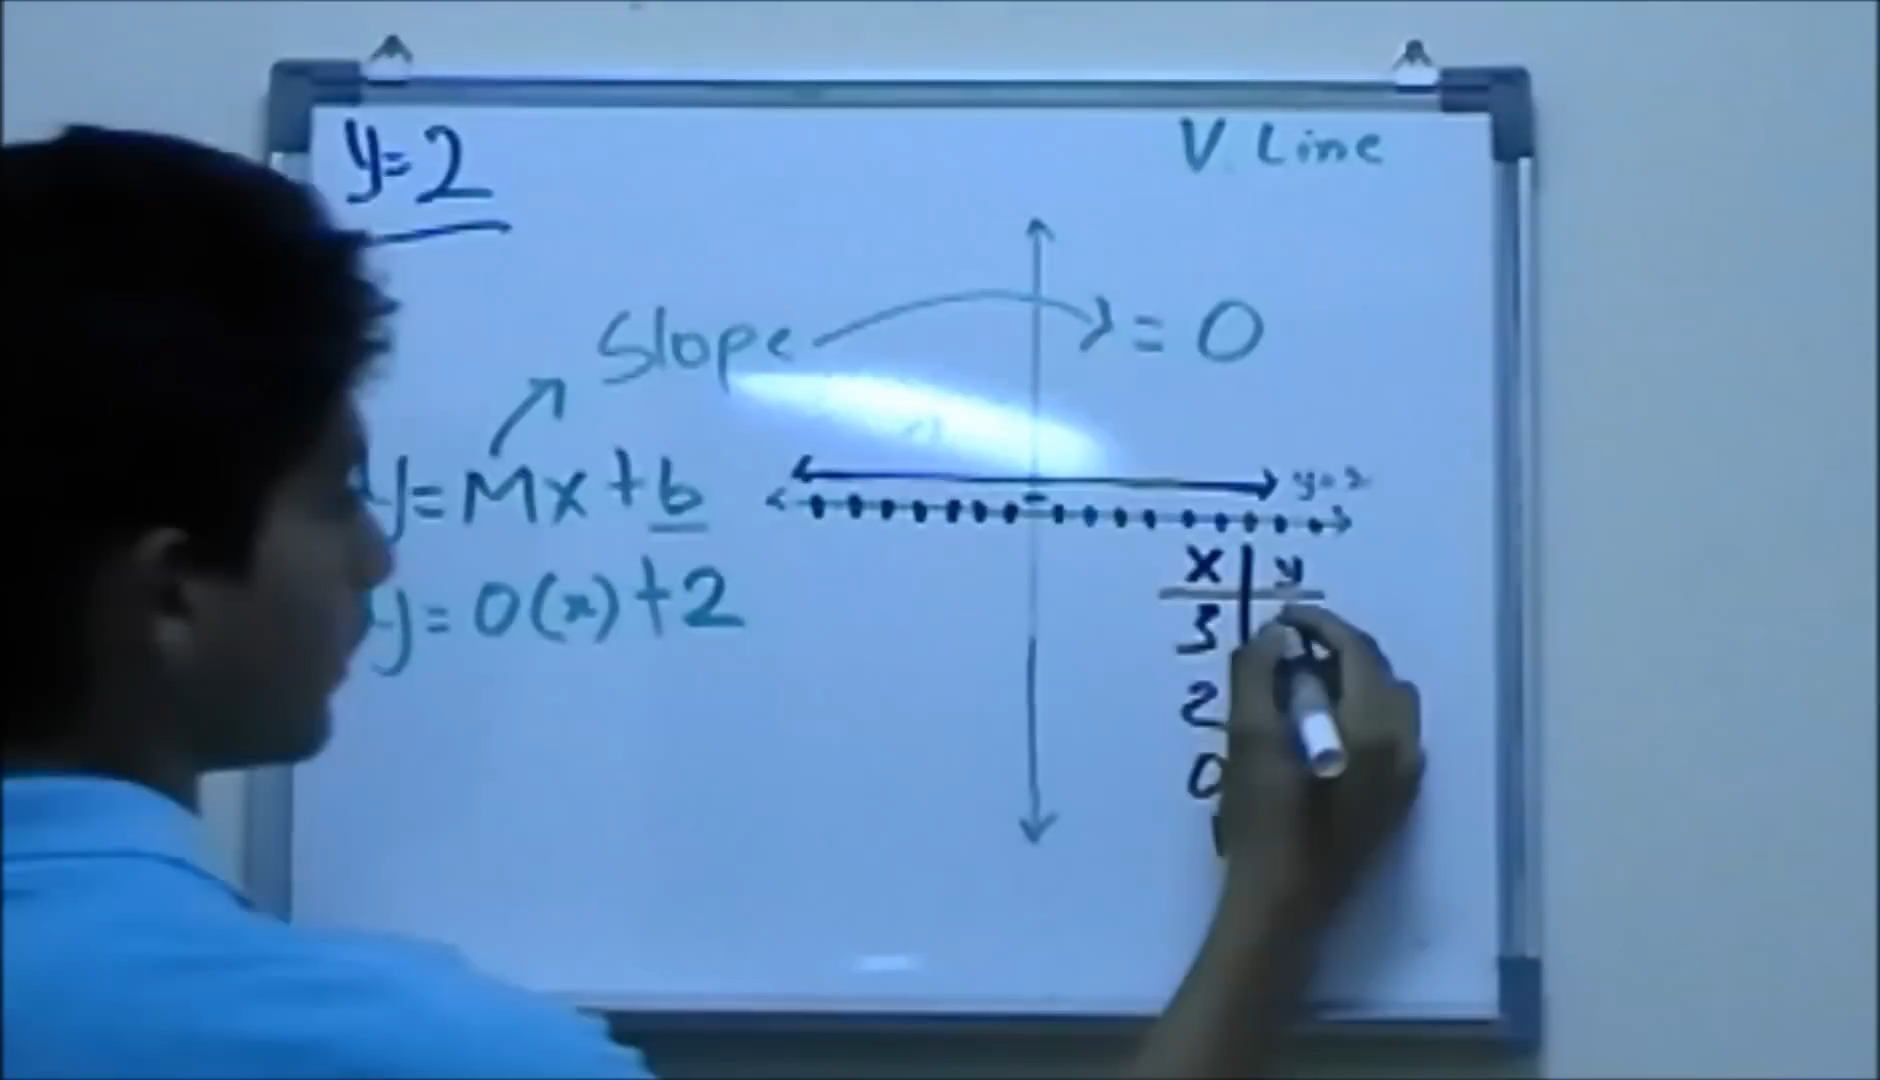 y=2
V. Line
Slope = 0
y=Mx+b
y=2
y=0(x)+2
x y
3
2
0